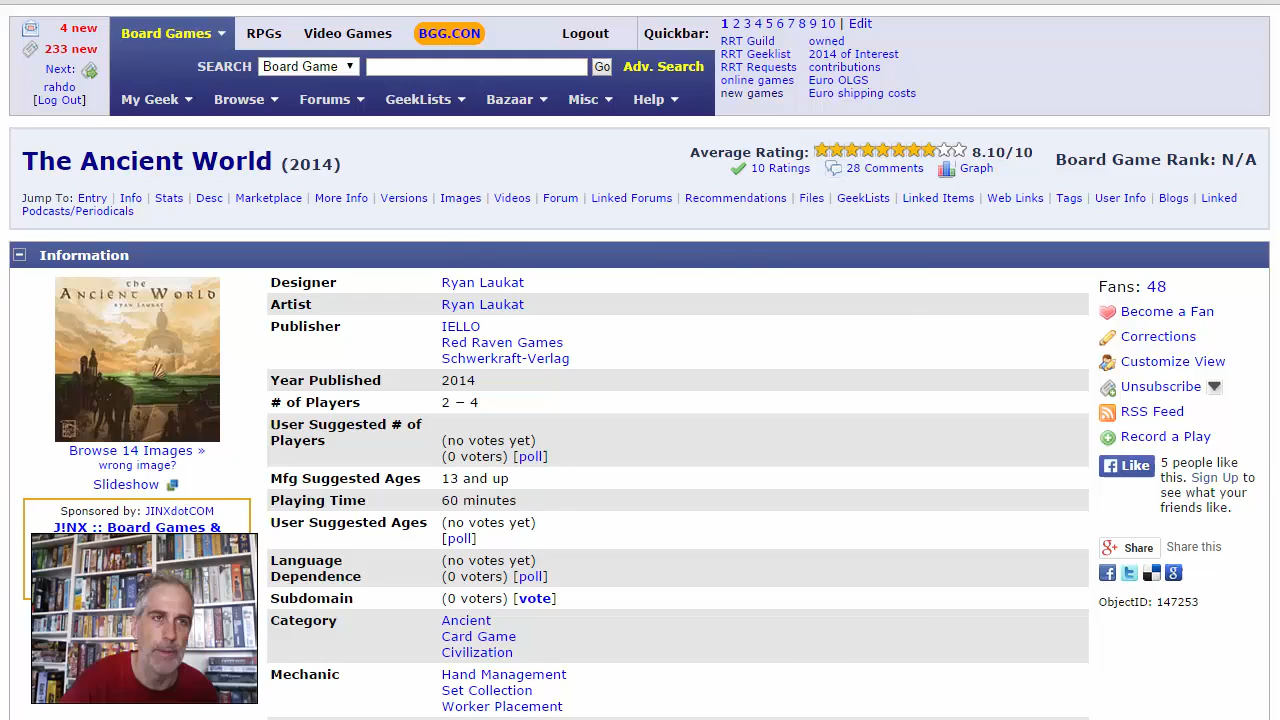 4 new
233 new
Next:
rahdo
[Log Out]
Board Games
RPGs
Video Games
BGG.CON
Logout
Quickbar:
SEARCH
Board Game
Go
Adv. Search
My Geek
Browse
Forums
GeekLists
Bazaar
Misc
Help
1 2 3 4 5 6 7 8 9 10 | Edit
RRT Guild
RRT Geeklist
RRT Requests
online games
new games
owned
2014 of Interest
contributions
Euro OLGS
Euro shipping costs
The Ancient World (2014)
Average Rating: 8.10/10
10 Ratings
28 Comments
Graph
Board Game Rank: N/A
Jump To: Entry | Info | Stats | Desc | Marketplace | More Info | Versions | Images | Videos | Forum | Linked Forums | Recommendations | Files | GeekLists | Linked Items | Web Links | Tags | User Info | Blogs | Linked
Podcasts/Periodicals
Information
the
ANCIENT WORLD
RYAN LAUKAT
Browse 14 Images »
wrong image?
Slideshow
Sponsored by: JINXdotCOM
J!NX :: Board Games &
Designer
Ryan Laukat
Artist
Ryan Laukat
Publisher
IELLO
Red Raven Games
Schwerkraft-Verlag
Year Published
2014
# of Players
2 − 4
User Suggested # of
Players
(no votes yet)
(0 voters) [poll]
Mfg Suggested Ages
13 and up
Playing Time
60 minutes
User Suggested Ages
(no votes yet)
[poll]
Language
Dependence
(no votes yet)
(0 voters) [poll]
Subdomain
(0 voters) [vote]
Category
Ancient
Card Game
Civilization
Mechanic
Hand Management
Set Collection
Worker Placement
Fans: 48
Become a Fan
Corrections
Customize View
Unsubscribe
RSS Feed
Record a Play
Like
5 people like
this. Sign Up to
see what your
friends like.
Share
Share this
ObjectID: 147253